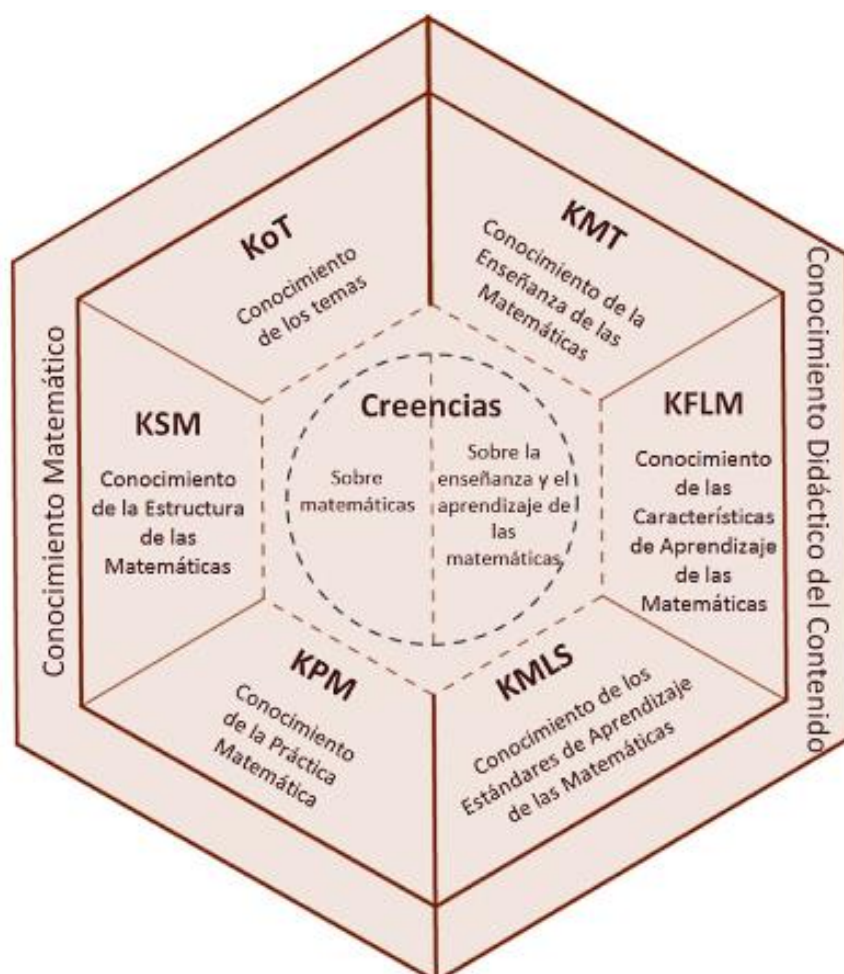 Conocimiento Matemático
KoT
Conocimiento
de los temas
KMT
Conocimiento de la
Enseñanza de las
Matemáticas
KSM
Conocimiento
de la Estructura
de las
Matemáticas
Creencias
Sobre
matemáticas
Sobre la
enseñanza y el
aprendizaje de
las
matemáticas
KFLM
Conocimiento
de las
Características
de Aprendizaje
de las
Matemáticas
KPM
Conocimiento
de la Práctica
Matemática
KMLS
Conocimiento de los
Estándares de Aprendizaje
de las Matemáticas
Conocimiento Didáctico del Contenido